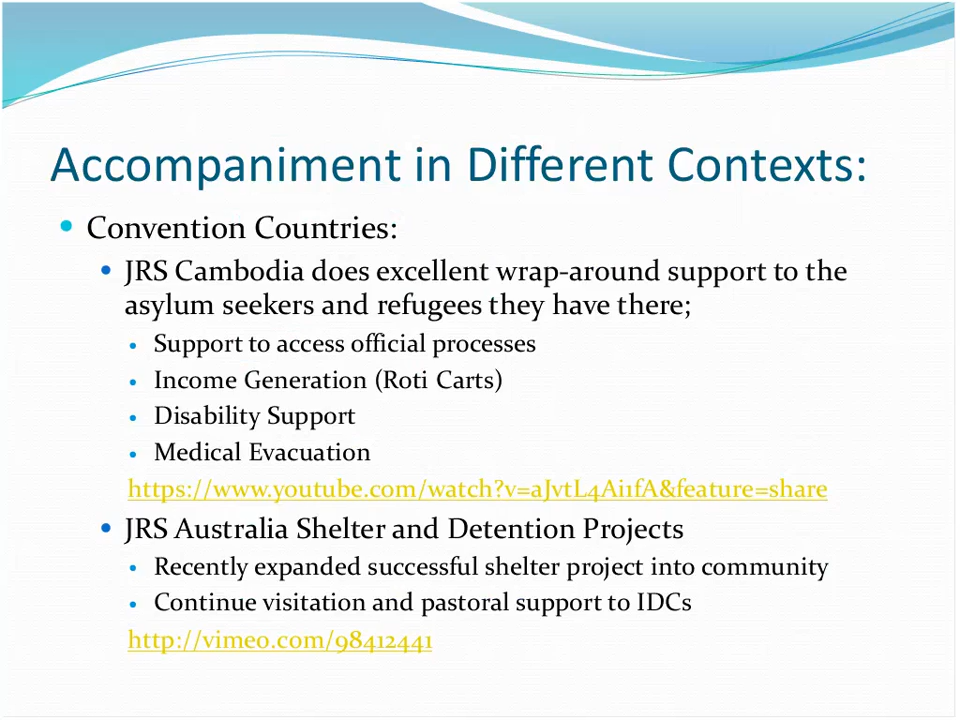 Accompaniment in Different Contexts:
• Convention Countries:
• JRS Cambodia does excellent wrap-around support to the
asylum seekers and refugees they have there;
• Support to access official processes
• Income Generation (Roti Carts)
• Disability Support
• Medical Evacuation
https://www.youtube.com/watch?v=aJvtL4Ai1fA&feature=share
• JRS Australia Shelter and Detention Projects
• Recently expanded successful shelter project into community
• Continue visitation and pastoral support to IDCs
http://vimeo.com/98412441